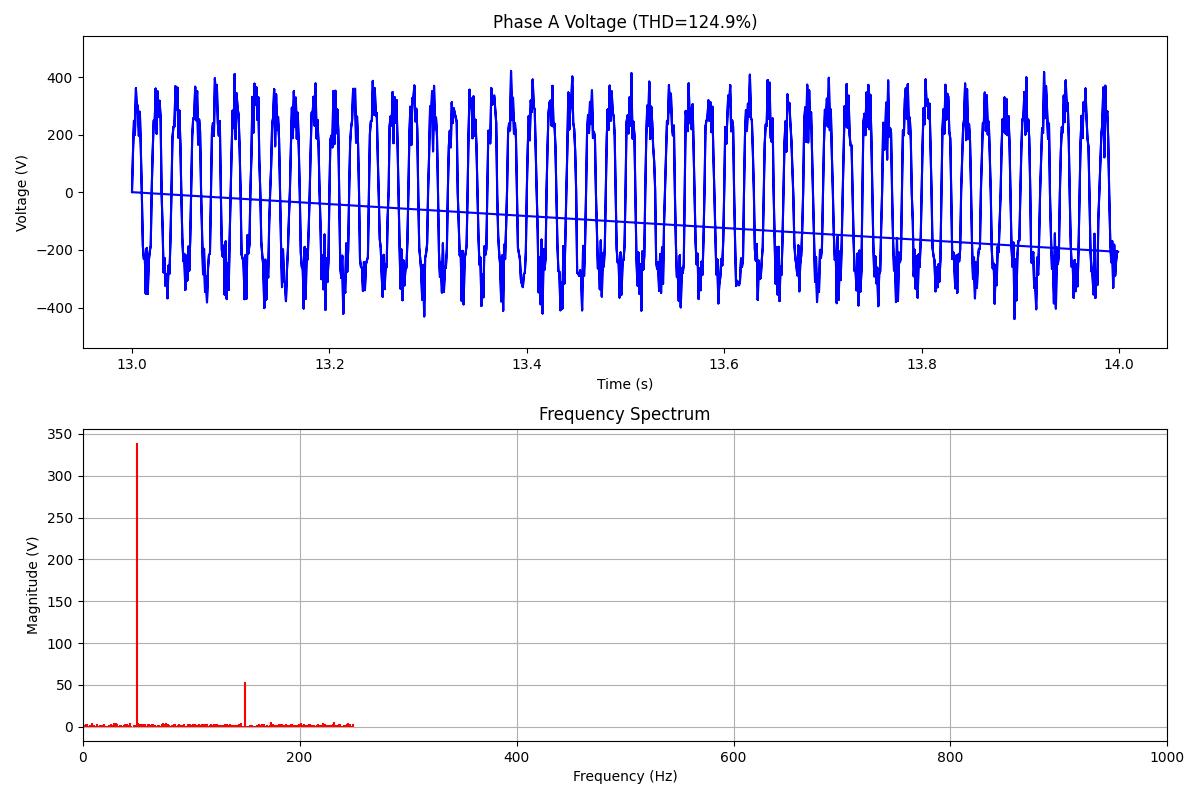 Phase A Voltage (THD=124.9%)
400
200
0
−200
−400
Voltage (V)
13.0 13.2 13.4 13.6 13.8 14.0
Time (s)
Frequency Spectrum
350
300
250
200
150
100
50
0
Magnitude (V)
0 200 400 600 800 1000
Frequency (Hz)